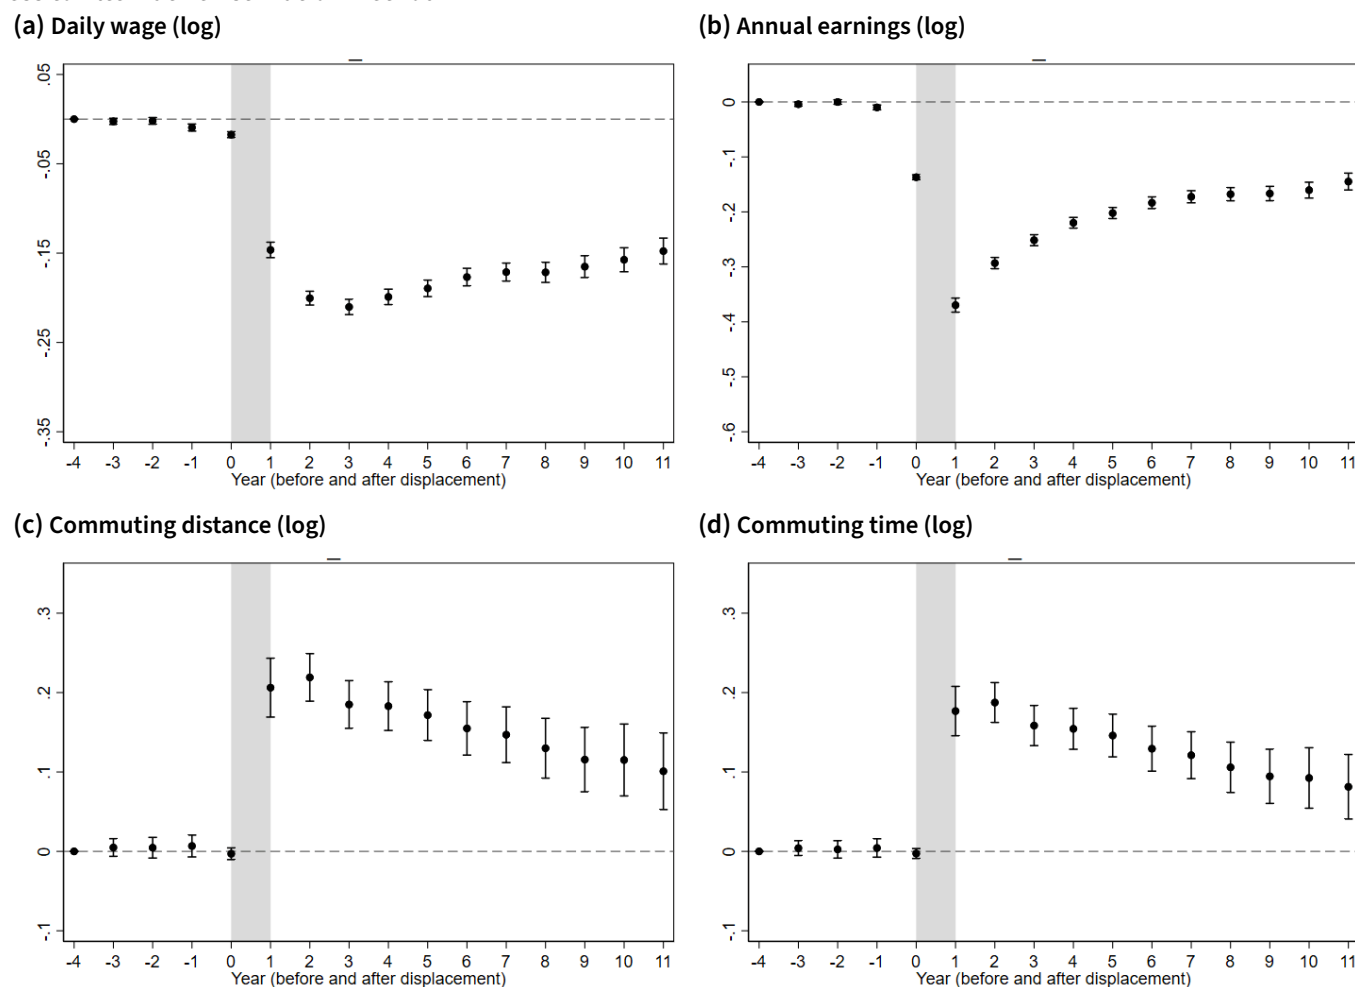 (a) Daily wage (log)
.05
0
-.05
-.15
-.25
-.35
-4 -3 -2 -1 0 1 2 3 4 5 6 7 8 9 10 11
Year (before and after displacement)
(b) Annual earnings (log)
0
-.1
-.2
-.3
-.4
-.5
-.6
-4 -3 -2 -1 0 1 2 3 4 5 6 7 8 9 10 11
Year (before and after displacement)
(c) Commuting distance (log)
.3
.2
.1
0
-.1
-4 -3 -2 -1 0 1 2 3 4 5 6 7 8 9 10 11
Year (before and after displacement)
(d) Commuting time (log)
.3
.2
.1
0
-.1
-4 -3 -2 -1 0 1 2 3 4 5 6 7 8 9 10 11
Year (before and after displacement)